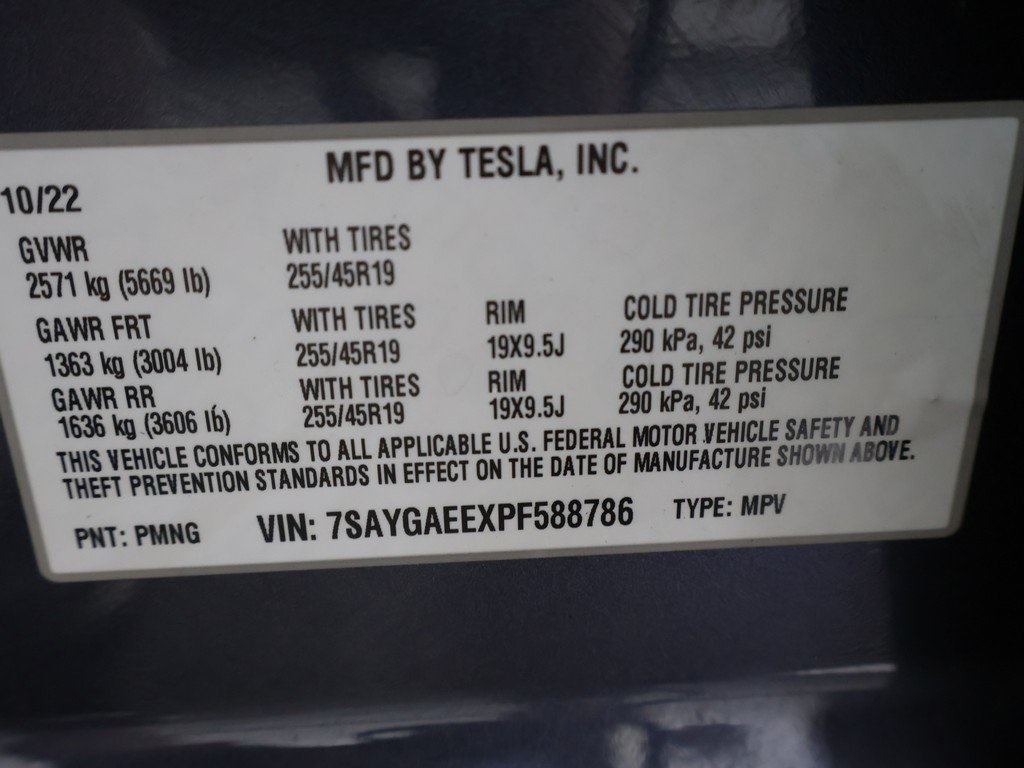 MFD BY TESLA, INC.
10/22
GVWR WITH TIRES
2571 kg (5669 lb) 255/45R19
GAWR FRT WITH TIRES RIM COLD TIRE PRESSURE
1363 kg (3004 lb) 255/45R19 19X9.5J 290 kPa, 42 psi
GAWR RR WITH TIRES RIM COLD TIRE PRESSURE
1636 kg (3606 lb) 255/45R19 19X9.5J 290 kPa, 42 psi
THIS VEHICLE CONFORMS TO ALL APPLICABLE U.S. FEDERAL MOTOR VEHICLE SAFETY AND
THEFT PREVENTION STANDARDS IN EFFECT ON THE DATE OF MANUFACTURE SHOWN ABOVE.
PNT: PMNG VIN: 7SAYGAEEXPF588786 TYPE: MPV